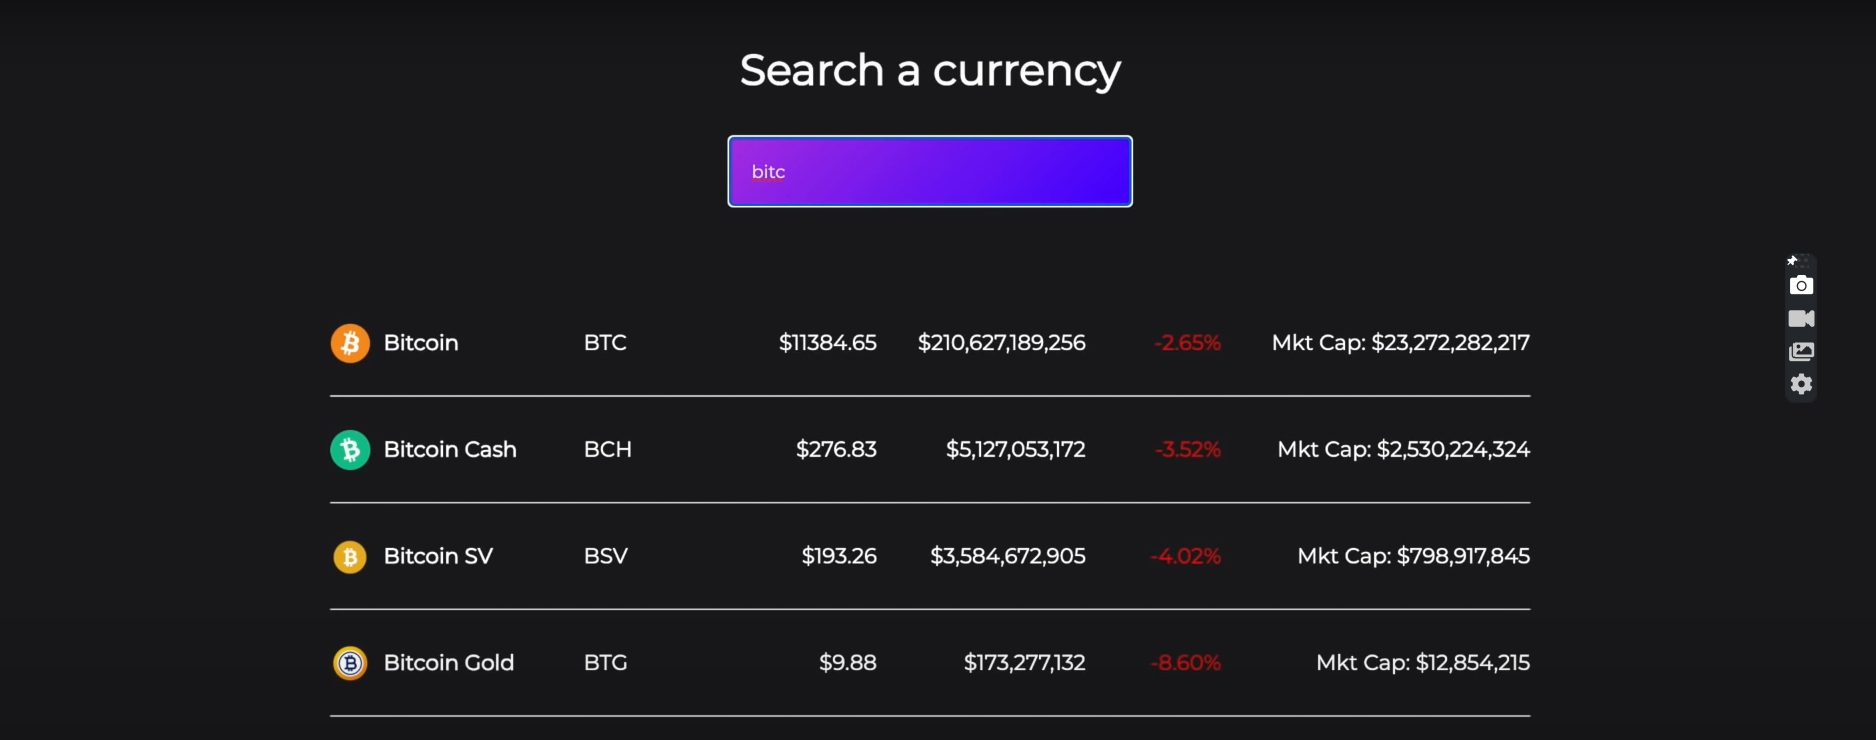 Search a currency
bitc
Bitcoin BTC $11384.65 $210,627,189,256 -2.65% Mkt Cap: $23,272,282,217
Bitcoin Cash BCH $276.83 $5,127,053,172 -3.52% Mkt Cap: $2,530,224,324
Bitcoin SV BSV $193.26 $3,584,672,905 -4.02% Mkt Cap: $798,917,845
Bitcoin Gold BTG $9.88 $173,277,132 -8.60% Mkt Cap: $12,854,215